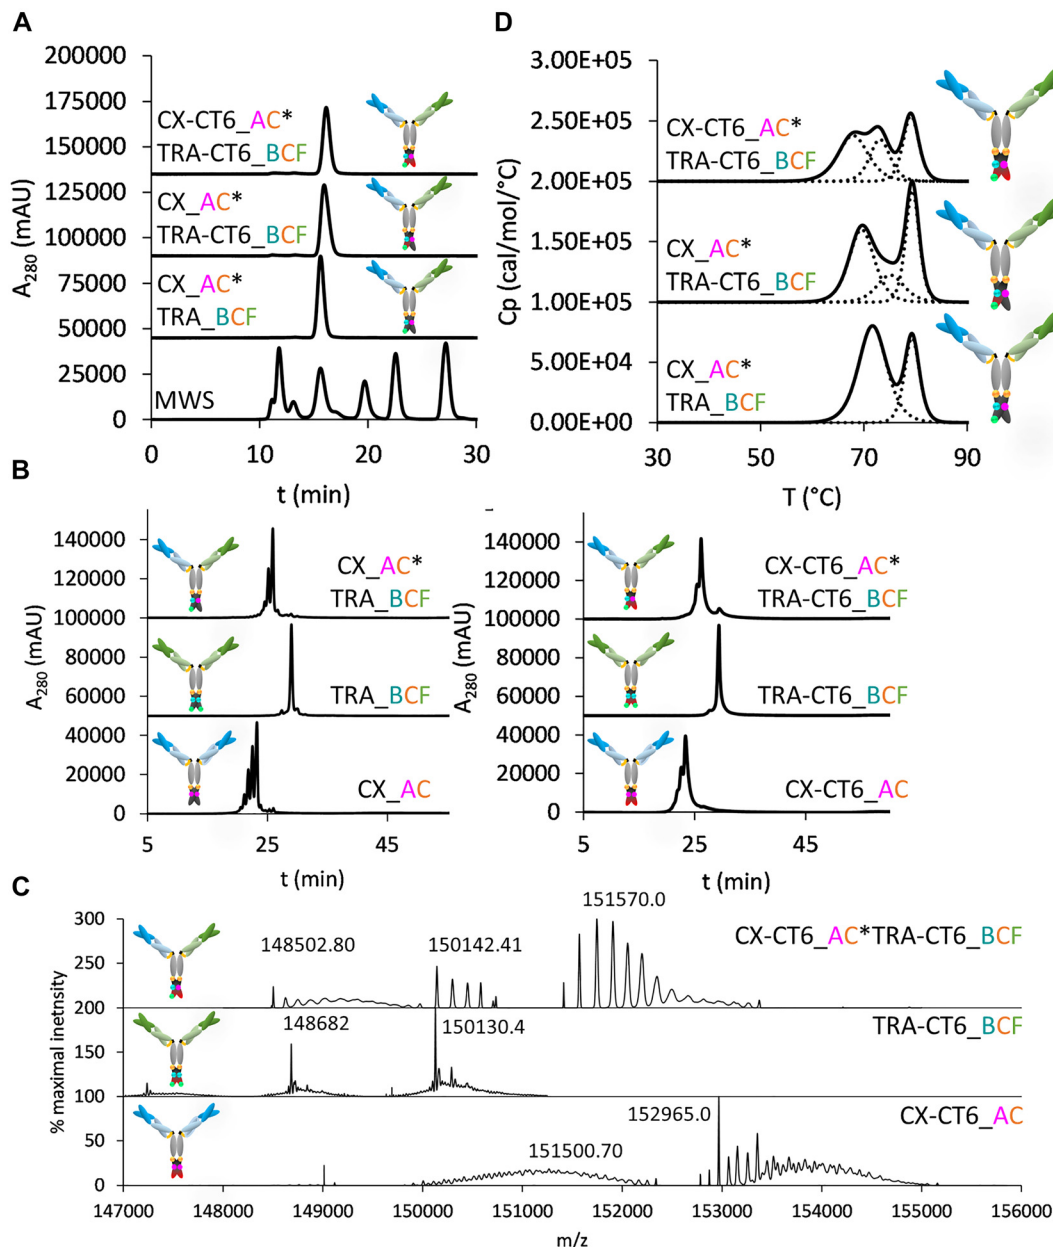 A
200000
175000
150000
125000
100000
75000
50000
25000
0
A280 (mAU)
CX-CT6_AC*
TRA-CT6_BCF
CX_AC*
TRA-CT6_BCF
CX_AC*
TRA_BCF
MWS
0 10 20 30
t (min)
D
3.00E+05
2.50E+05
2.00E+05
1.50E+05
1.00E+05
5.00E+04
0.00E+00
Cp (cal/mol/°C)
CX-CT6_AC*
TRA-CT6_BCF
CX_AC*
TRA-CT6_BCF
CX_AC*
TRA_BCF
30 50 70 90
T (°C)
B
140000
120000
100000
80000
60000
40000
20000
0
A280 (mAU)
CX_AC*
TRA_BCF
TRA_BCF
CX_AC
5 25 45
t (min)
140000
120000
100000
80000
60000
40000
20000
0
A280 (mAU)
CX-CT6_AC*
TRA-CT6_BCF
TRA-CT6_BCF
CX-CT6_AC
5 25 45
t (min)
C
300
250
200
150
100
50
0
% maximal inetnsity
148502.80
150142.41
151570.0
CX-CT6_AC*TRA-CT6_BCF
148682
150130.4
TRA-CT6_BCF
151500.70
152965.0
CX-CT6_AC
147000 148000 149000 150000 151000 152000 153000 154000 155000 156000
m/z